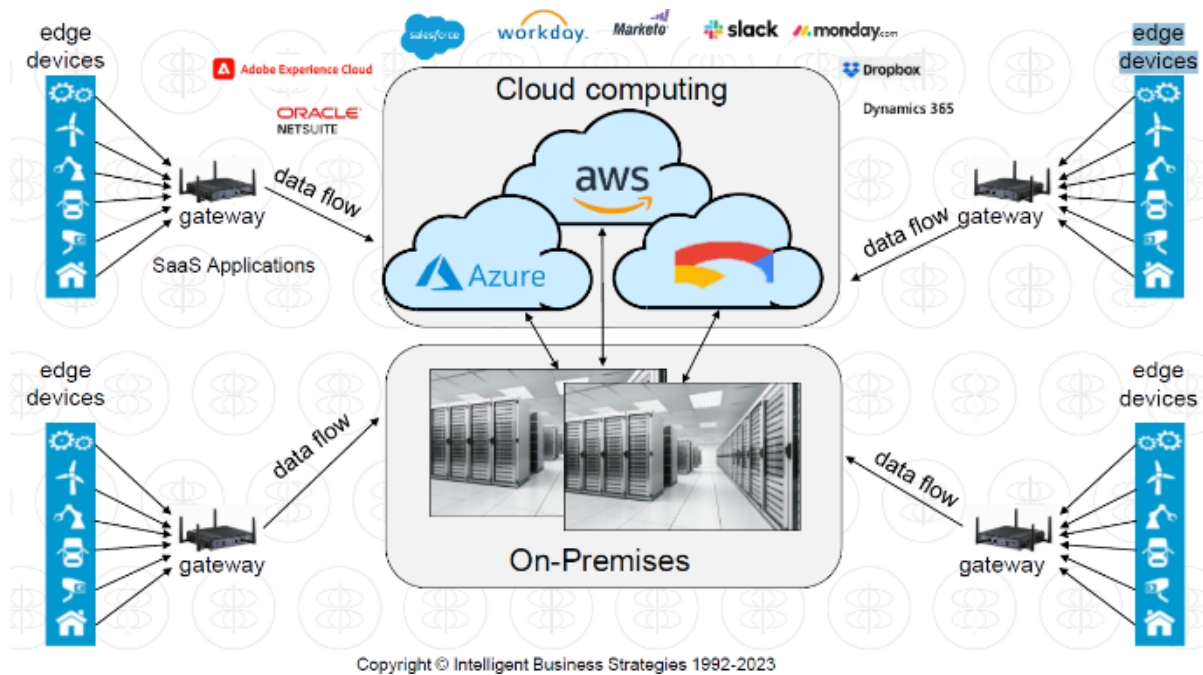 edge
devices
salesforce
workday.
Marketo
slack
monday.com
edge
devices
Adobe Experience Cloud
Cloud computing
Dropbox
ORACLE
NETSUITE
Dynamics 365
aws
data flow
gateway
data flow
gateway
SaaS Applications
Azure
edge
devices
edge
devices
data flow
data flow
gateway
On-Premises
gateway
Copyright © Intelligent Business Strategies 1992-2023